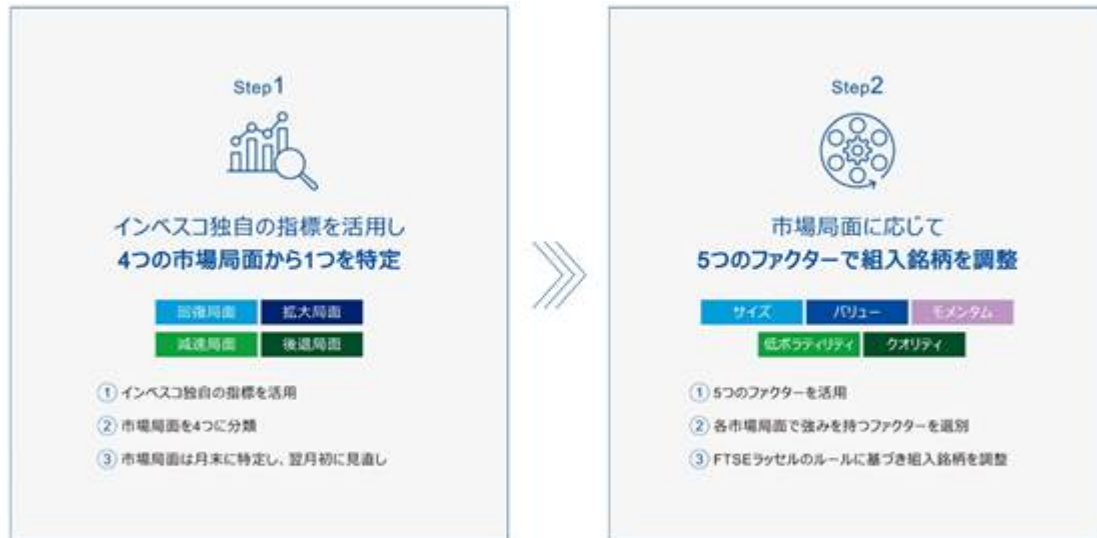 Step1
インベスコ独自の指標を活用し
4つの市場局面から1つを特定
回復局面
拡大局面
減速局面
後退局面
① インベスコ独自の指標を活用
② 市場局面を4つに分類
③ 市場局面は月末に特定し、翌月初に見直し
Step2
市場局面に応じて
5つのファクターで組入銘柄を調整
サイズ
バリュー
モメンタム
低ボラティリティ
クオリティ
① 5つのファクターを活用
② 各市場局面で強みを持つファクターを選別
③ FTSEラッセルのルールに基づき組入銘柄を調整